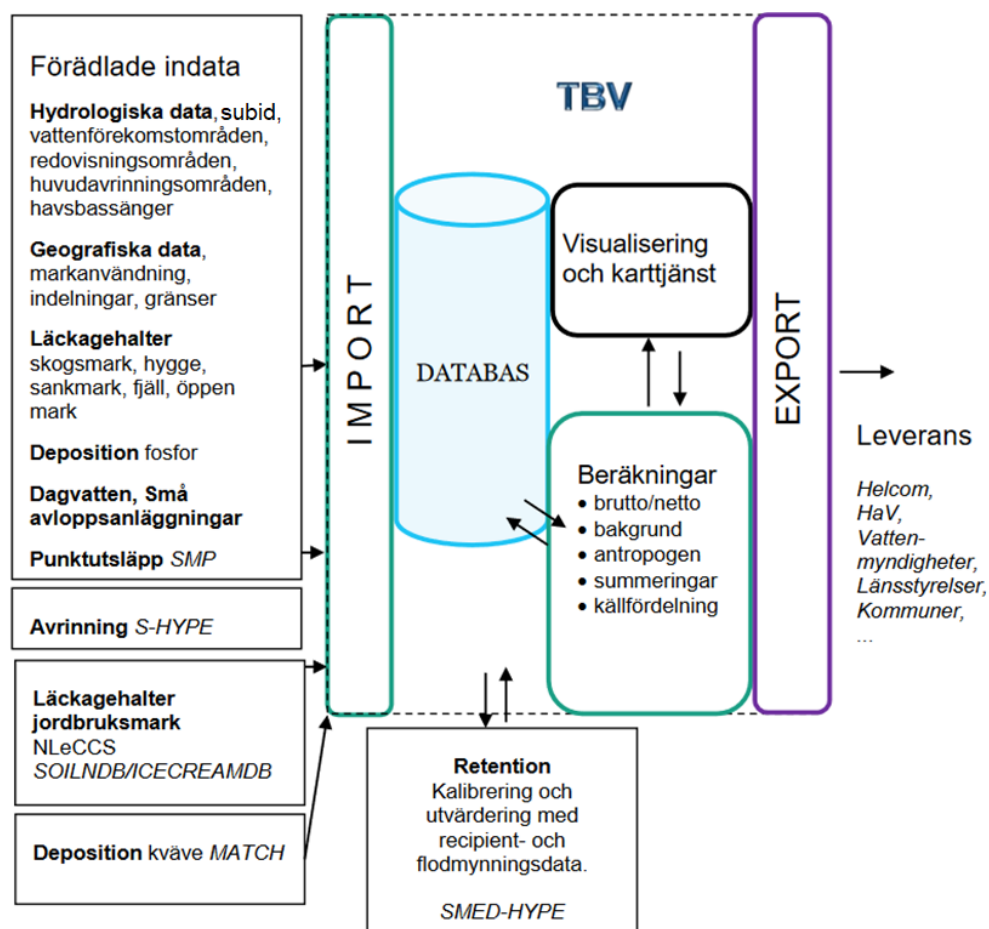 Förädlade indata
Hydrologiska data, subid,
vattenförekomstområden,
redovisningsområden,
huvudavrinningsområden,
havsbassänger
Geografiska data,
markanvändning,
indelningar, gränser
Läckagehalter
skogsmark, hygge,
sankmark, fjäll, öppen
mark
Deposition fosfor
Dagvatten, Små
avloppsanläggningar
Punktutsläpp SMP
Avrinning S-HYPE
Läckagehalter
jordbruksmark
NLeCCS
SOILNDB/ICECREAMDB
Deposition kväve MATCH
IMPORT
TBV
DATABAS
Visualisering
och karttjänst
Beräkningar
• brutto/netto
• bakgrund
• antropogen
• summeringar
• källfördelning
Retention
Kalibrering och
utvärdering med
recipient- och
flodmynningsdata.
SMED-HYPE
EXPORT
Leverans
Helcom,
HaV,
Vatten-
myndigheter,
Länsstyrelser,
Kommuner,
...